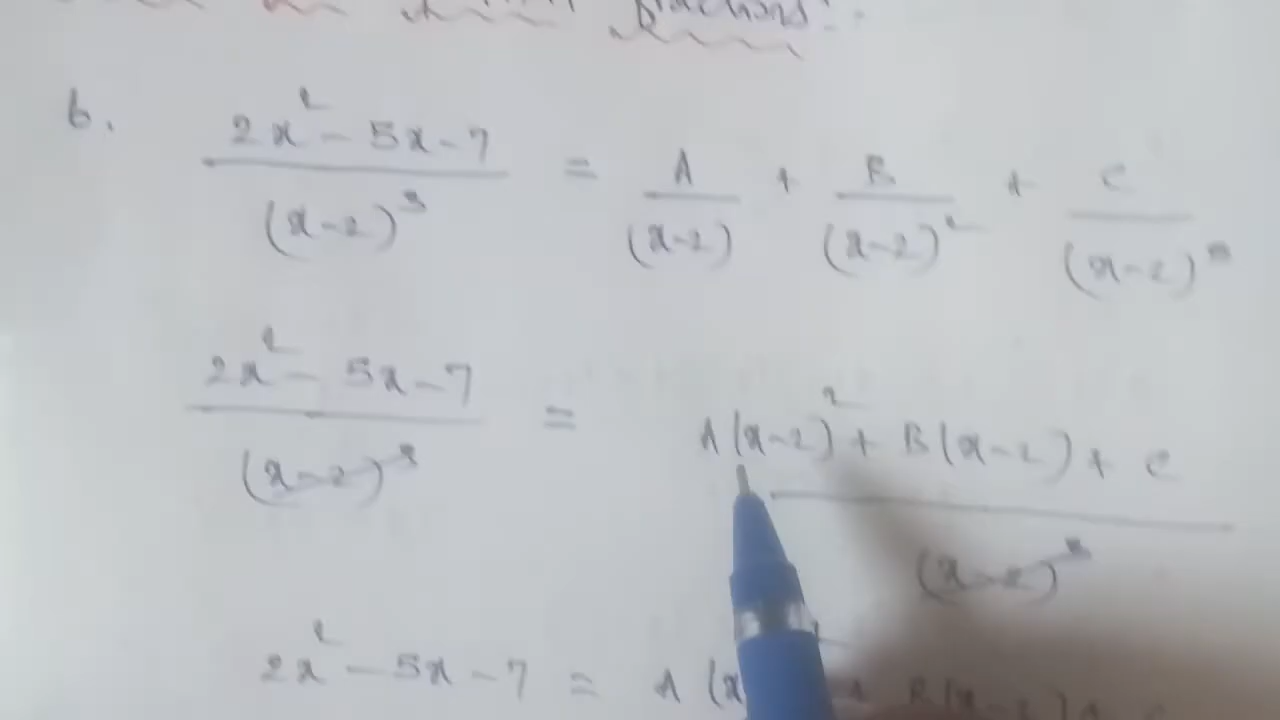 fractions:
6. (2x² - 5x - 7)/(x-2)³ = A/(x-2) + B/(x-2)² + C/(x-2)³
(2x² - 5x - 7)/(x-2)³ = (A(x-2)² + B(x-2) + C)/(x-2)³
2x² - 5x - 7 = A(x